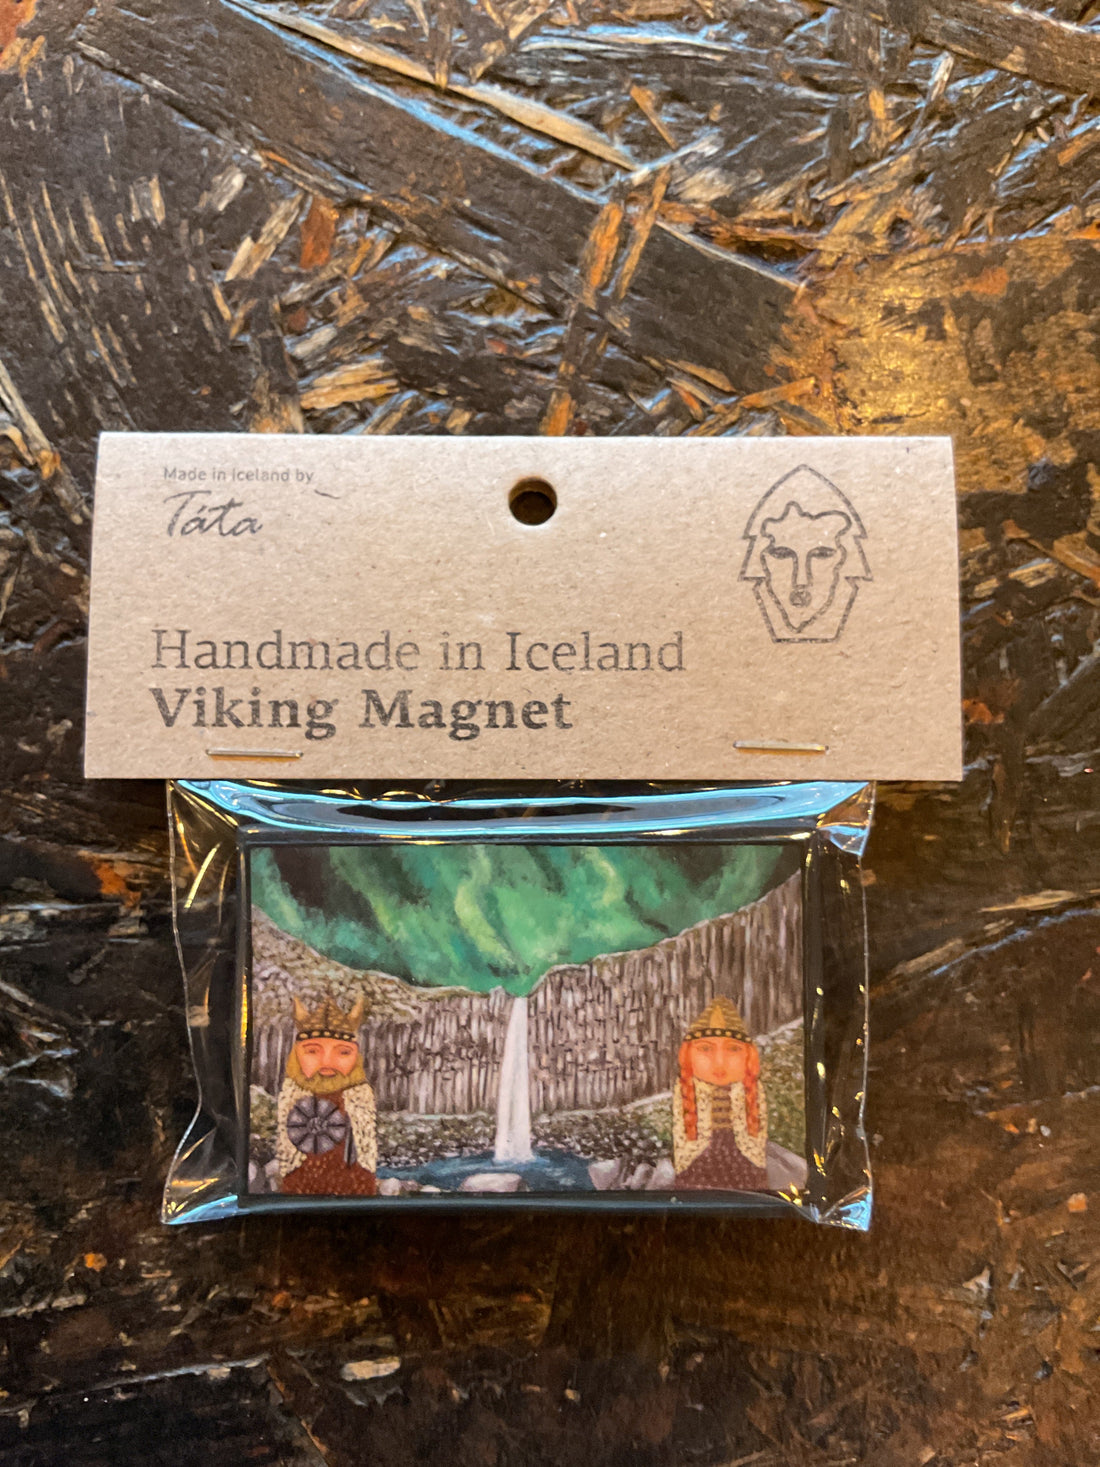 Made in Iceland by
Táta
Handmade in Iceland
Viking Magnet